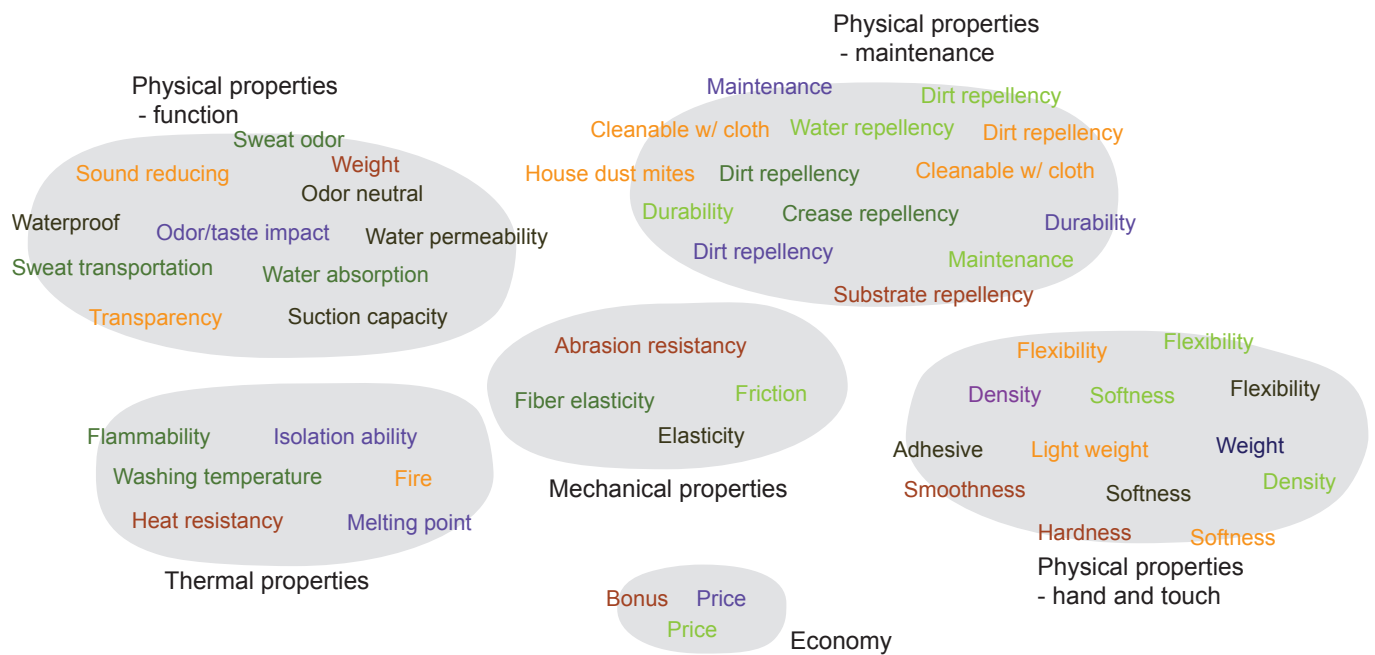 Physical properties
- function
Sweat odor
Sound reducing
Weight
Odor neutral
Waterproof
Odor/taste impact
Water permeability
Sweat transportation
Water absorption
Transparency
Suction capacity
Physical properties
- maintenance
Maintenance
Dirt repellency
Cleanable w/ cloth
Water repellency
Dirt repellency
House dust mites
Dirt repellency
Cleanable w/ cloth
Durability
Crease repellency
Durability
Dirt repellency
Maintenance
Substrate repellency
Abrasion resistancy
Fiber elasticity
Friction
Elasticity
Mechanical properties
Flammability
Isolation ability
Washing temperature
Fire
Heat resistancy
Melting point
Thermal properties
Flexibility
Flexibility
Density
Softness
Flexibility
Adhesive
Light weight
Weight
Smoothness
Softness
Density
Hardness
Softness
Physical properties
- hand and touch
Bonus
Price
Price
Economy